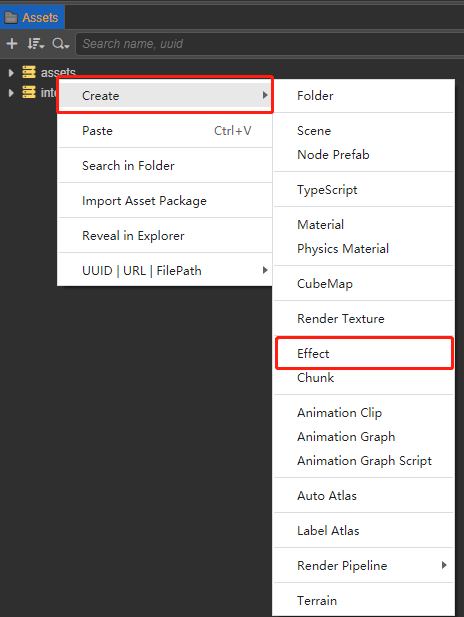 Assets
Search name, uuid
assets
inte
Create
Paste Ctrl+V
Search in Folder
Import Asset Package
Reveal in Explorer
UUID | URL | FilePath
Folder
Scene
Node Prefab
TypeScript
Material
Physics Material
CubeMap
Render Texture
Effect
Chunk
Animation Clip
Animation Graph
Animation Graph Script
Auto Atlas
Label Atlas
Render Pipeline
Terrain